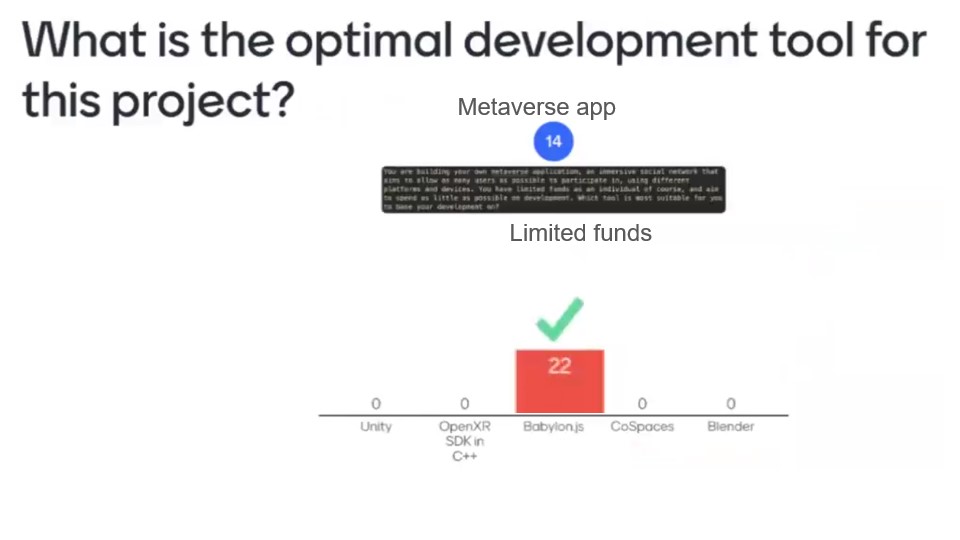 What is the optimal development tool for
this project?
Metaverse app
14
You are building your own metaverse application, an immersive social network that
aims to allow as many users as possible to participate in, using different
platforms and devices. You have limited funds as an individual of course, and aim
to spend as little as possible on development. Which tool is most suitable for you
to base your development on?
Limited funds
22
0
0
0
0
Unity
OpenXR
SDK in
C++
Babylon.js
CoSpaces
Blender